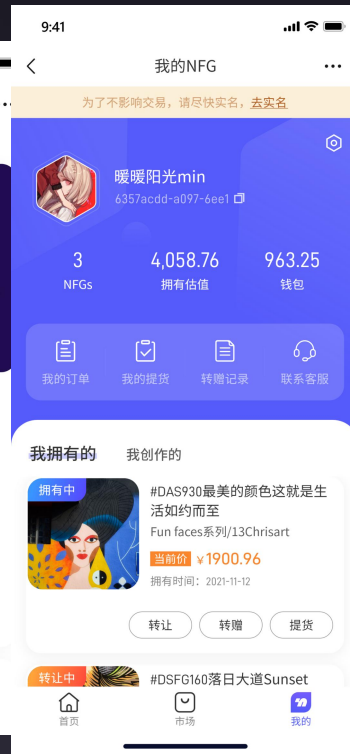 9:41
我的NFG
为了不影响交易，请尽快实名，去实名
暖暖阳光min
6357acdd-a097-6ee1
3
4,058.76
963.25
NFGs
拥有估值
钱包
我的订单
我的提货
转赠记录
联系客服
我拥有的
我创作的
拥有中
#DAS930最美的颜色这就是生
活如约而至
Fun faces系列/13Chrisart
当前价 ¥1900.96
拥有时间：2021-11-12
转让
转赠
提货
转让中
#DSFG160落日大道Sunset
首页
市场
我的